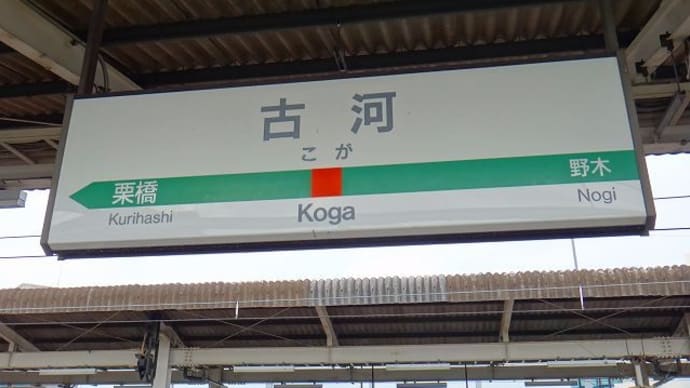 古河
こが
栗橋
野木
Kurihashi
Koga
Nogi